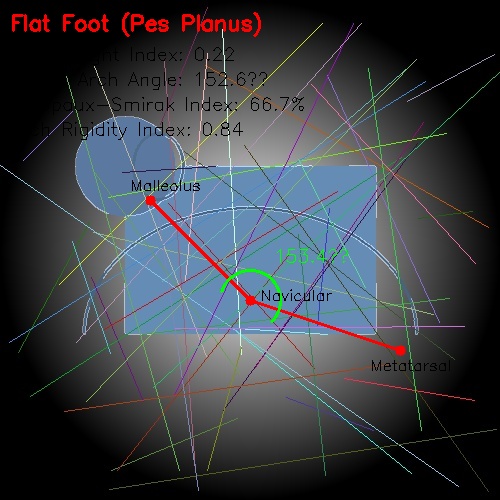 Flat Foot (Pes Planus)
Index: 0.22
Arch Angle: 152.6??
Smirak Index: 66.7%
Rigidity Index: 0.84
Malleolus
153.4??
Navicular
Metatarsal